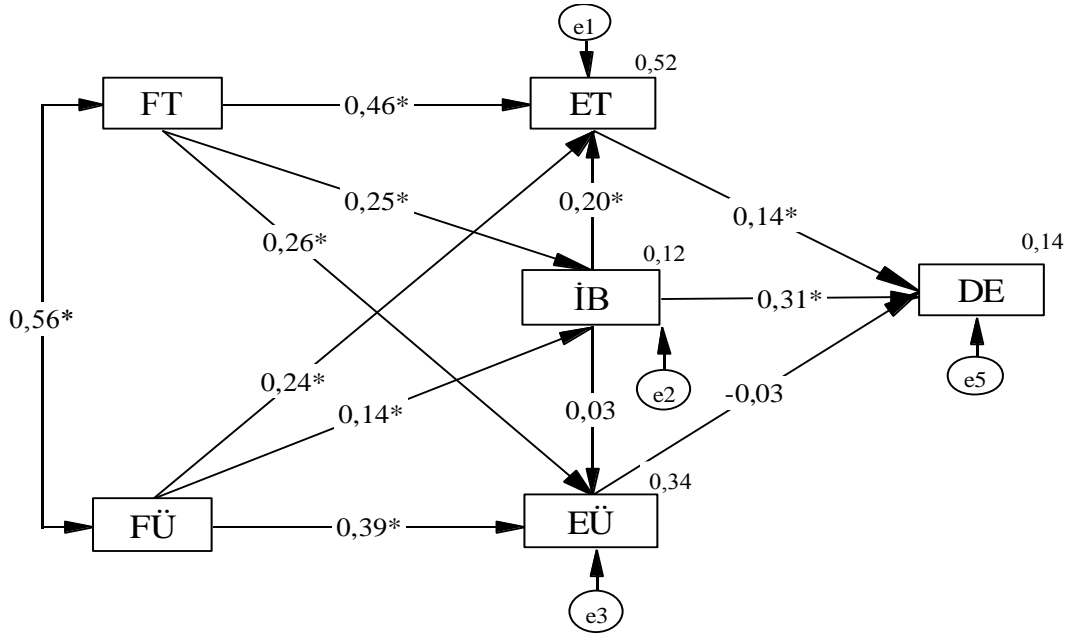 e1
0,52
FT
0,46*
ET
0,25*
0,20*
0,14*
0,26*
0,12
0,14
İB
0,31*
DE
0,56*
0,24*
e2
e5
0,14*
0,03
-0,03
0,34
FÜ
0,39*
EÜ
e3